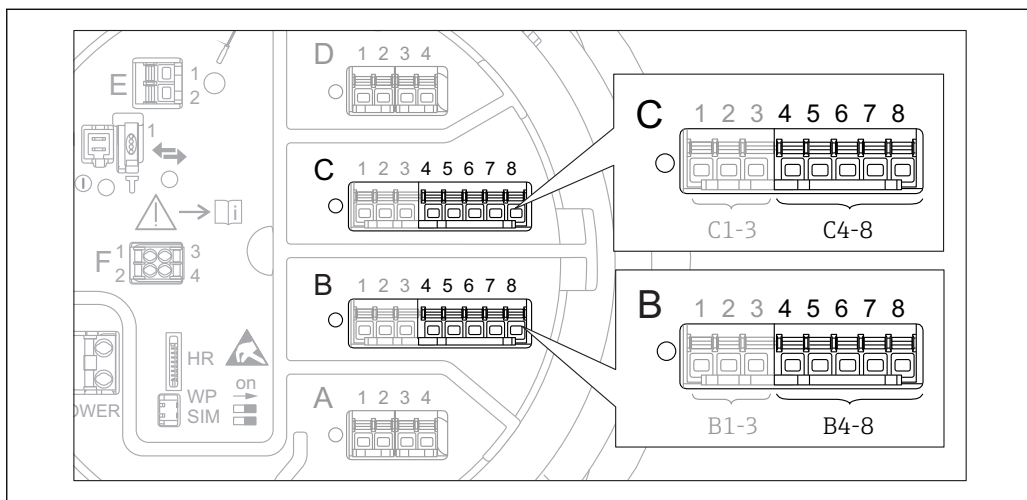 D 1 2 3 4
E 1
2
1
C 1 2 3 4 5 6 7 8
F 1 3
2 4
B 1 2 3 4 5 6 7 8
HR
WP on
SIM
OWER
A 1 2 3 4
C 1 2 3 4 5 6 7 8
C1-3 C4-8
B 1 2 3 4 5 6 7 8
B1-3 B4-8